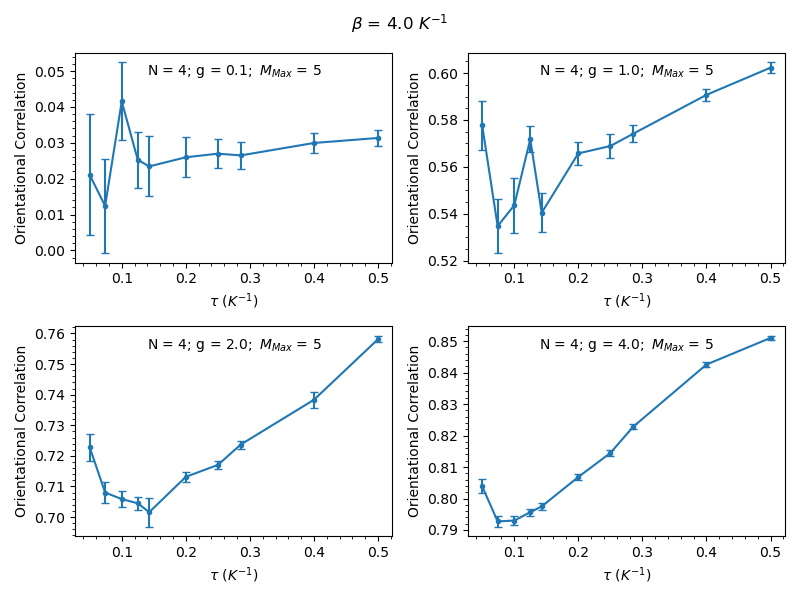 β = 4.0 K⁻¹
N = 4; g = 0.1; M_Max = 5
Orientational Correlation
0.05
0.04
0.03
0.02
0.01
0.00
0.1 0.2 0.3 0.4 0.5
τ (K⁻¹)
N = 4; g = 1.0; M_Max = 5
Orientational Correlation
0.60
0.58
0.56
0.54
0.52
0.1 0.2 0.3 0.4 0.5
τ (K⁻¹)
N = 4; g = 2.0; M_Max = 5
Orientational Correlation
0.76
0.75
0.74
0.73
0.72
0.71
0.70
0.1 0.2 0.3 0.4 0.5
τ (K⁻¹)
N = 4; g = 4.0; M_Max = 5
Orientational Correlation
0.85
0.84
0.83
0.82
0.81
0.80
0.79
0.1 0.2 0.3 0.4 0.5
τ (K⁻¹)